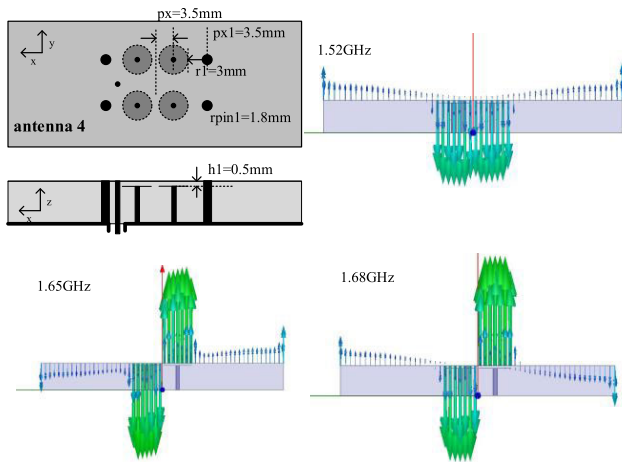 px=3.5mm
px1=3.5mm
y
x
r1=3mm
rpin1=1.8mm
antenna 4
1.52GHz
h1=0.5mm
z
x
1.65GHz
1.68GHz